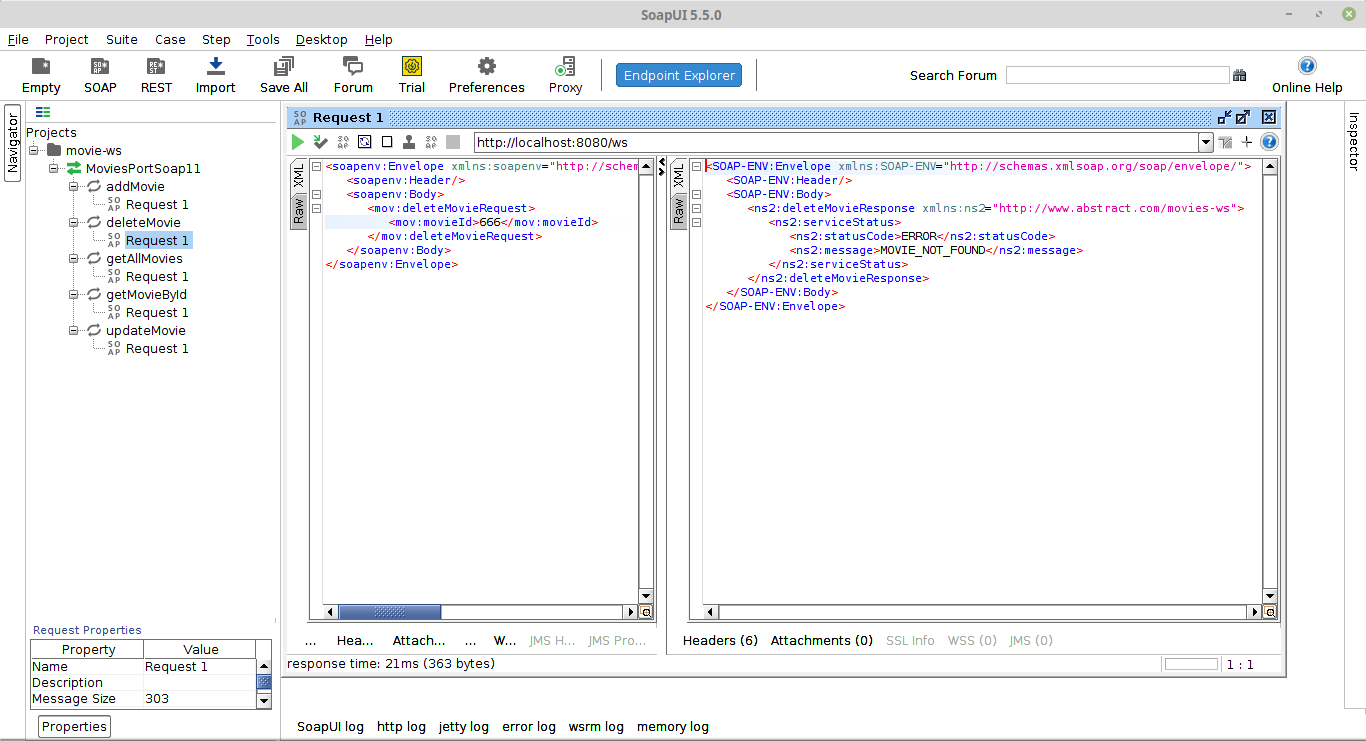 SoapUI 5.5.0
File Project Suite Case Step Tools Desktop Help
Empty SOAP REST Import Save All Forum Trial Preferences Proxy Endpoint Explorer Search Forum Online Help
Navigator
Projects
movie-ws
MoviesPortSoap11
addMovie
Request 1
deleteMovie
Request 1
getAllMovies
Request 1
getMovieById
Request 1
updateMovie
Request 1
Request Properties
Property Value
Name Request 1
Description
Message Size 303
Properties
SO AP Request 1
http://localhost:8080/ws
XML
Raw
<soapenv:Envelope xmlns:soapenv="http://schem
<soapenv:Header/>
<soapenv:Body>
<mov:deleteMovieRequest>
<mov:movieId>666</mov:movieId>
</mov:deleteMovieRequest>
</soapenv:Body>
</soapenv:Envelope>
... Hea... Attach... ... W... JMS H... JMS Pro...
XML
Raw
<SOAP-ENV:Envelope xmlns:SOAP-ENV="http://schemas.xmlsoap.org/soap/envelope/">
<SOAP-ENV:Header/>
<SOAP-ENV:Body>
<ns2:deleteMovieResponse xmlns:ns2="http://www.abstract.com/movies-ws">
<ns2:serviceStatus>
<ns2:statusCode>ERROR</ns2:statusCode>
<ns2:message>MOVIE_NOT_FOUND</ns2:message>
</ns2:serviceStatus>
</ns2:deleteMovieResponse>
</SOAP-ENV:Body>
</SOAP-ENV:Envelope>
Headers (6) Attachments (0) SSL Info WSS (0) JMS (0)
response time: 21ms (363 bytes) 1 : 1
Inspector
SoapUI log http log jetty log error log wsrm log memory log